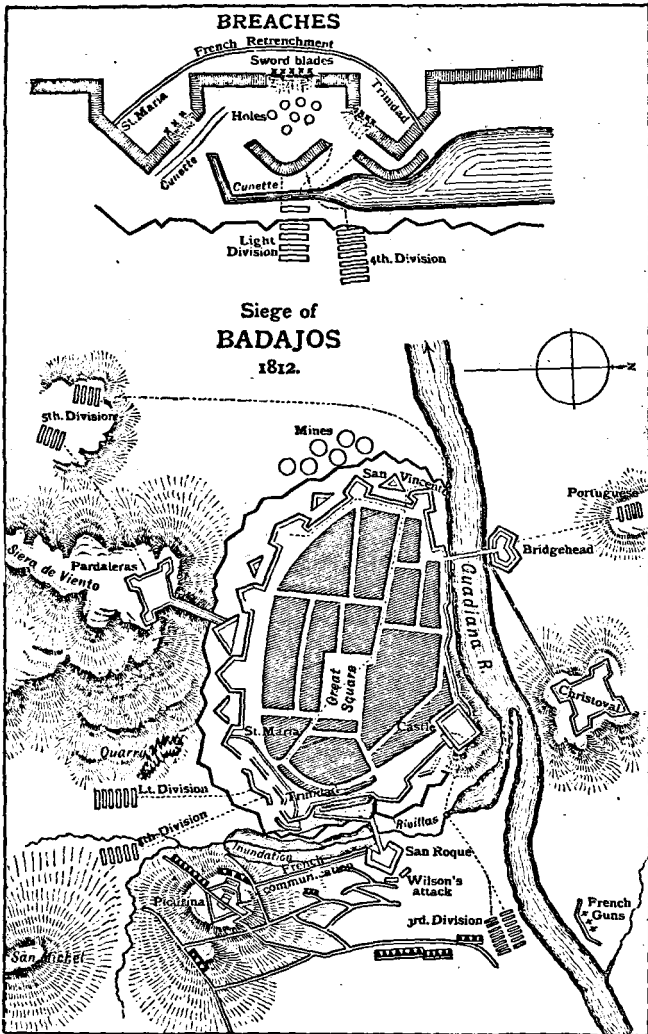 BREACHES
French Retrenchment
Sword blades
St. Maria
Trinidad
Holes
Cunette
Cunette
Light
Division
4th. Division
Siege of
BADAJOS
1812.
N
5th. Division
Mines
San Vincente
Portuguese
Bridgehead
Siera de Viento
Pardaleras
Guadiana R.
Great
Square
Christoval
St. Maria
Castle
Quarry
Lt. Division
Trinidad
4th. Division
Rivillas
Inundation
French
San Roque
Wilson's
attack
Picurina
3rd. Division
French
Guns
San Michel